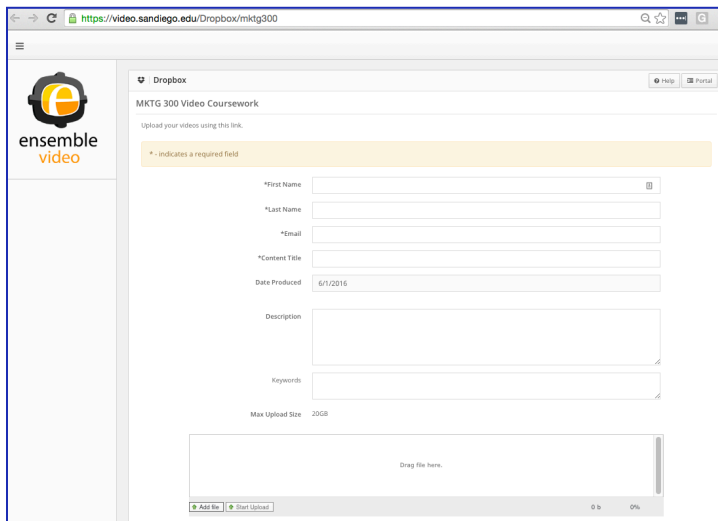 https://video.sandiego.edu/Dropbox/mktg300
G
e
ensemble
video
Dropbox
Help
Portal
MKTG 300 Video Coursework
Upload your videos using this link.
* - indicates a required field
*First Name
*Last Name
*Email
*Content Title
Date Produced 6/1/2016
Description
Keywords
Max Upload Size 20GB
Drag file here.
Add file Start Upload 0 b 0%